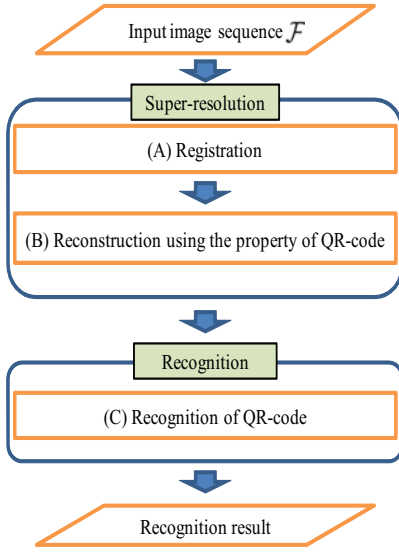 Input image sequence ℱ
Super-resolution
(A) Registration
(B) Reconstruction using the property of QR-code
Recognition
(C) Recognition of QR-code
Recognition result